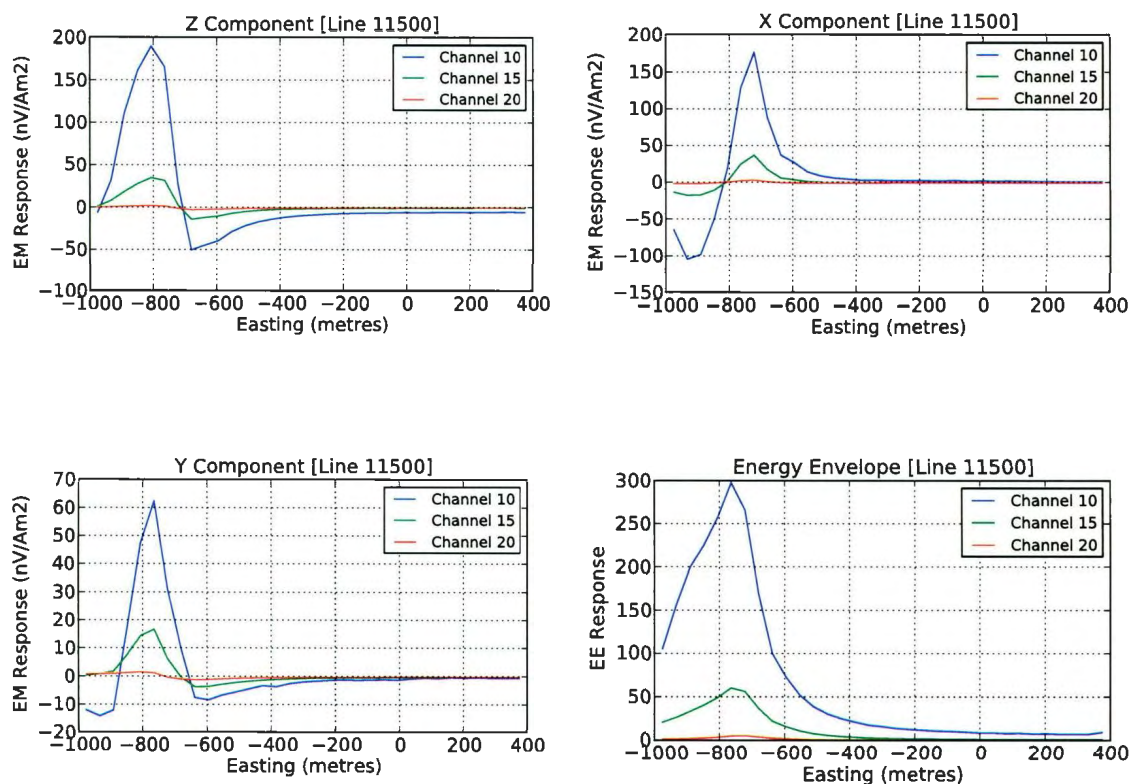 Z Component [Line 11500]
200
150
100
50
0
−50
−100
EM Response (nV/Am2)
Channel 10
Channel 15
Channel 20
−1000 −800 −600 −400 −200 0 200 400
Easting (metres)
X Component [Line 11500]
200
150
100
50
0
−50
−100
−150
EM Response (nV/Am2)
Channel 10
Channel 15
Channel 20
−1000 −800 −600 −400 −200 0 200 400
Easting (metres)
Y Component [Line 11500]
70
60
50
40
30
20
10
0
−10
−20
EM Response (nV/Am2)
Channel 10
Channel 15
Channel 20
−1000 −800 −600 −400 −200 0 200 400
Easting (metres)
Energy Envelope [Line 11500]
300
250
200
150
100
50
0
EE Response
Channel 10
Channel 15
Channel 20
−1000 −800 −600 −400 −200 0 200 400
Easting (metres)